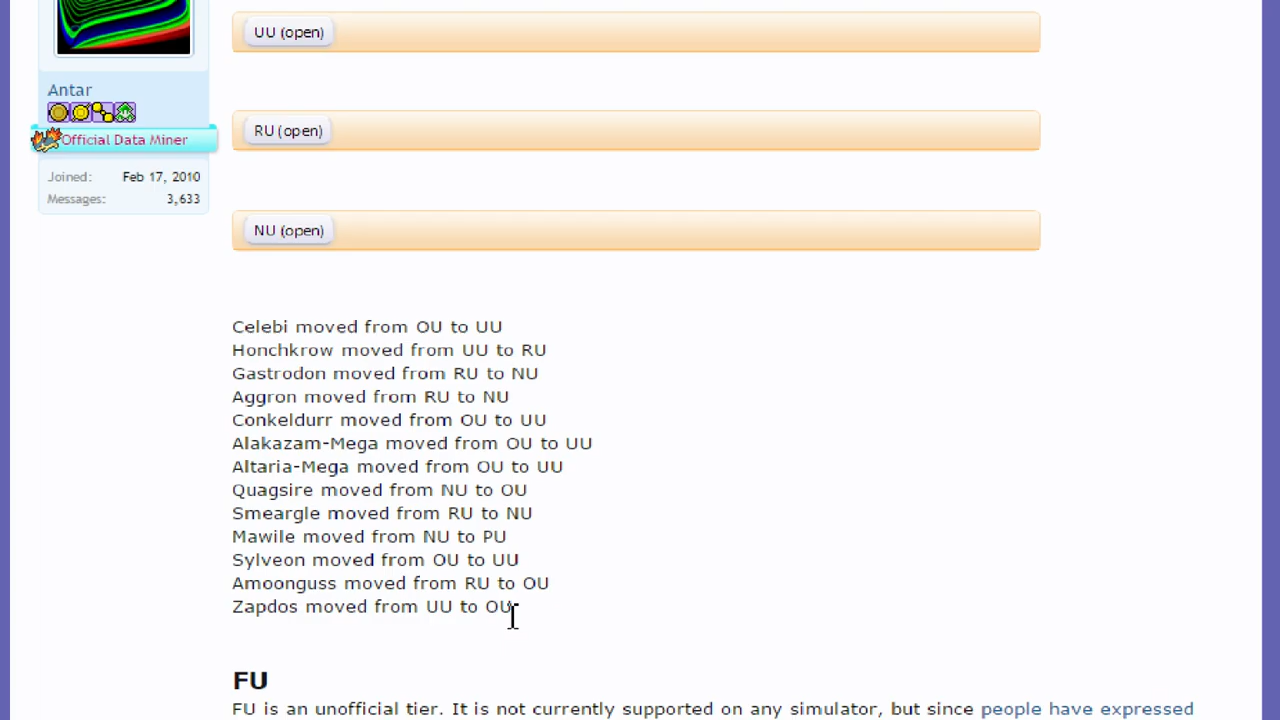 UU (open)
Antar
Official Data Miner
RU (open)
Joined: Feb 17, 2010
Messages: 3,633
NU (open)
Celebi moved from OU to UU
Honchkrow moved from UU to RU
Gastrodon moved from RU to NU
Aggron moved from RU to NU
Conkeldurr moved from OU to UU
Alakazam-Mega moved from OU to UU
Altaria-Mega moved from OU to UU
Quagsire moved from NU to OU
Smeargle moved from RU to NU
Mawile moved from NU to PU
Sylveon moved from OU to UU
Amoonguss moved from RU to OU
Zapdos moved from UU to OU
FU
FU is an unofficial tier. It is not currently supported on any simulator, but since people have expressed